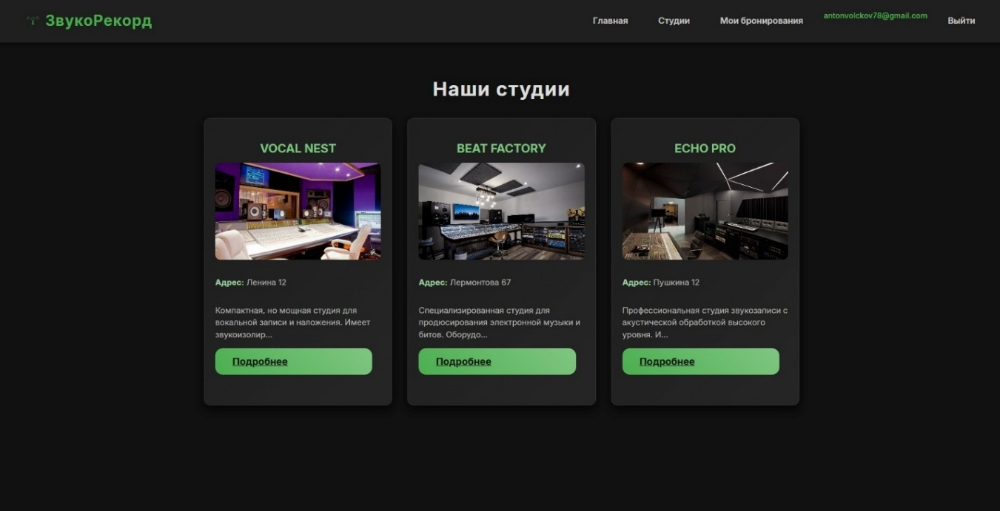 ЗвукоРекорд
Главная
Студии
Мои бронирования
antonvolckov78@gmail.com
Выйти
Наши студии
VOCAL NEST
Адрес: Ленина 12
Компактная, но мощная студия для
вокальной записи и наложения. Имеет
звукоизолир...
Подробнее
BEAT FACTORY
Адрес: Лермонтова 67
Специализированная студия для
продюсирования электронной музыки и
битов. Оборудо...
Подробнее
ECHO PRO
Адрес: Пушкина 12
Профессиональная студия звукозаписи с
акустической обработкой высокого
уровня. И...
Подробнее